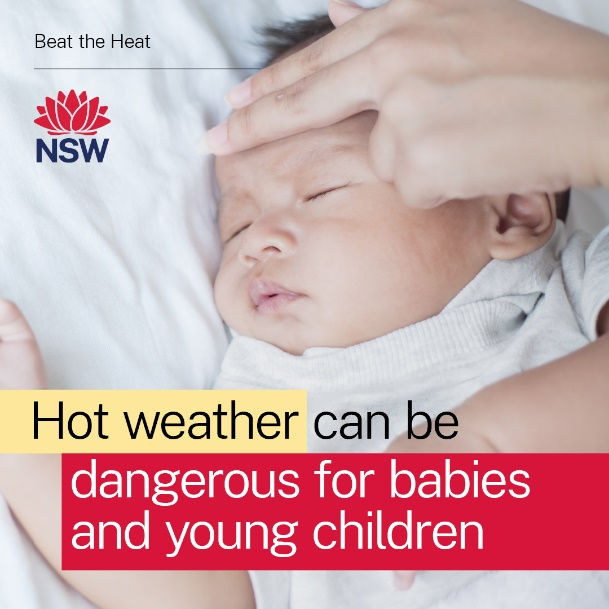 Beat the Heat
NSW
Hot weather can be
dangerous for babies
and young children